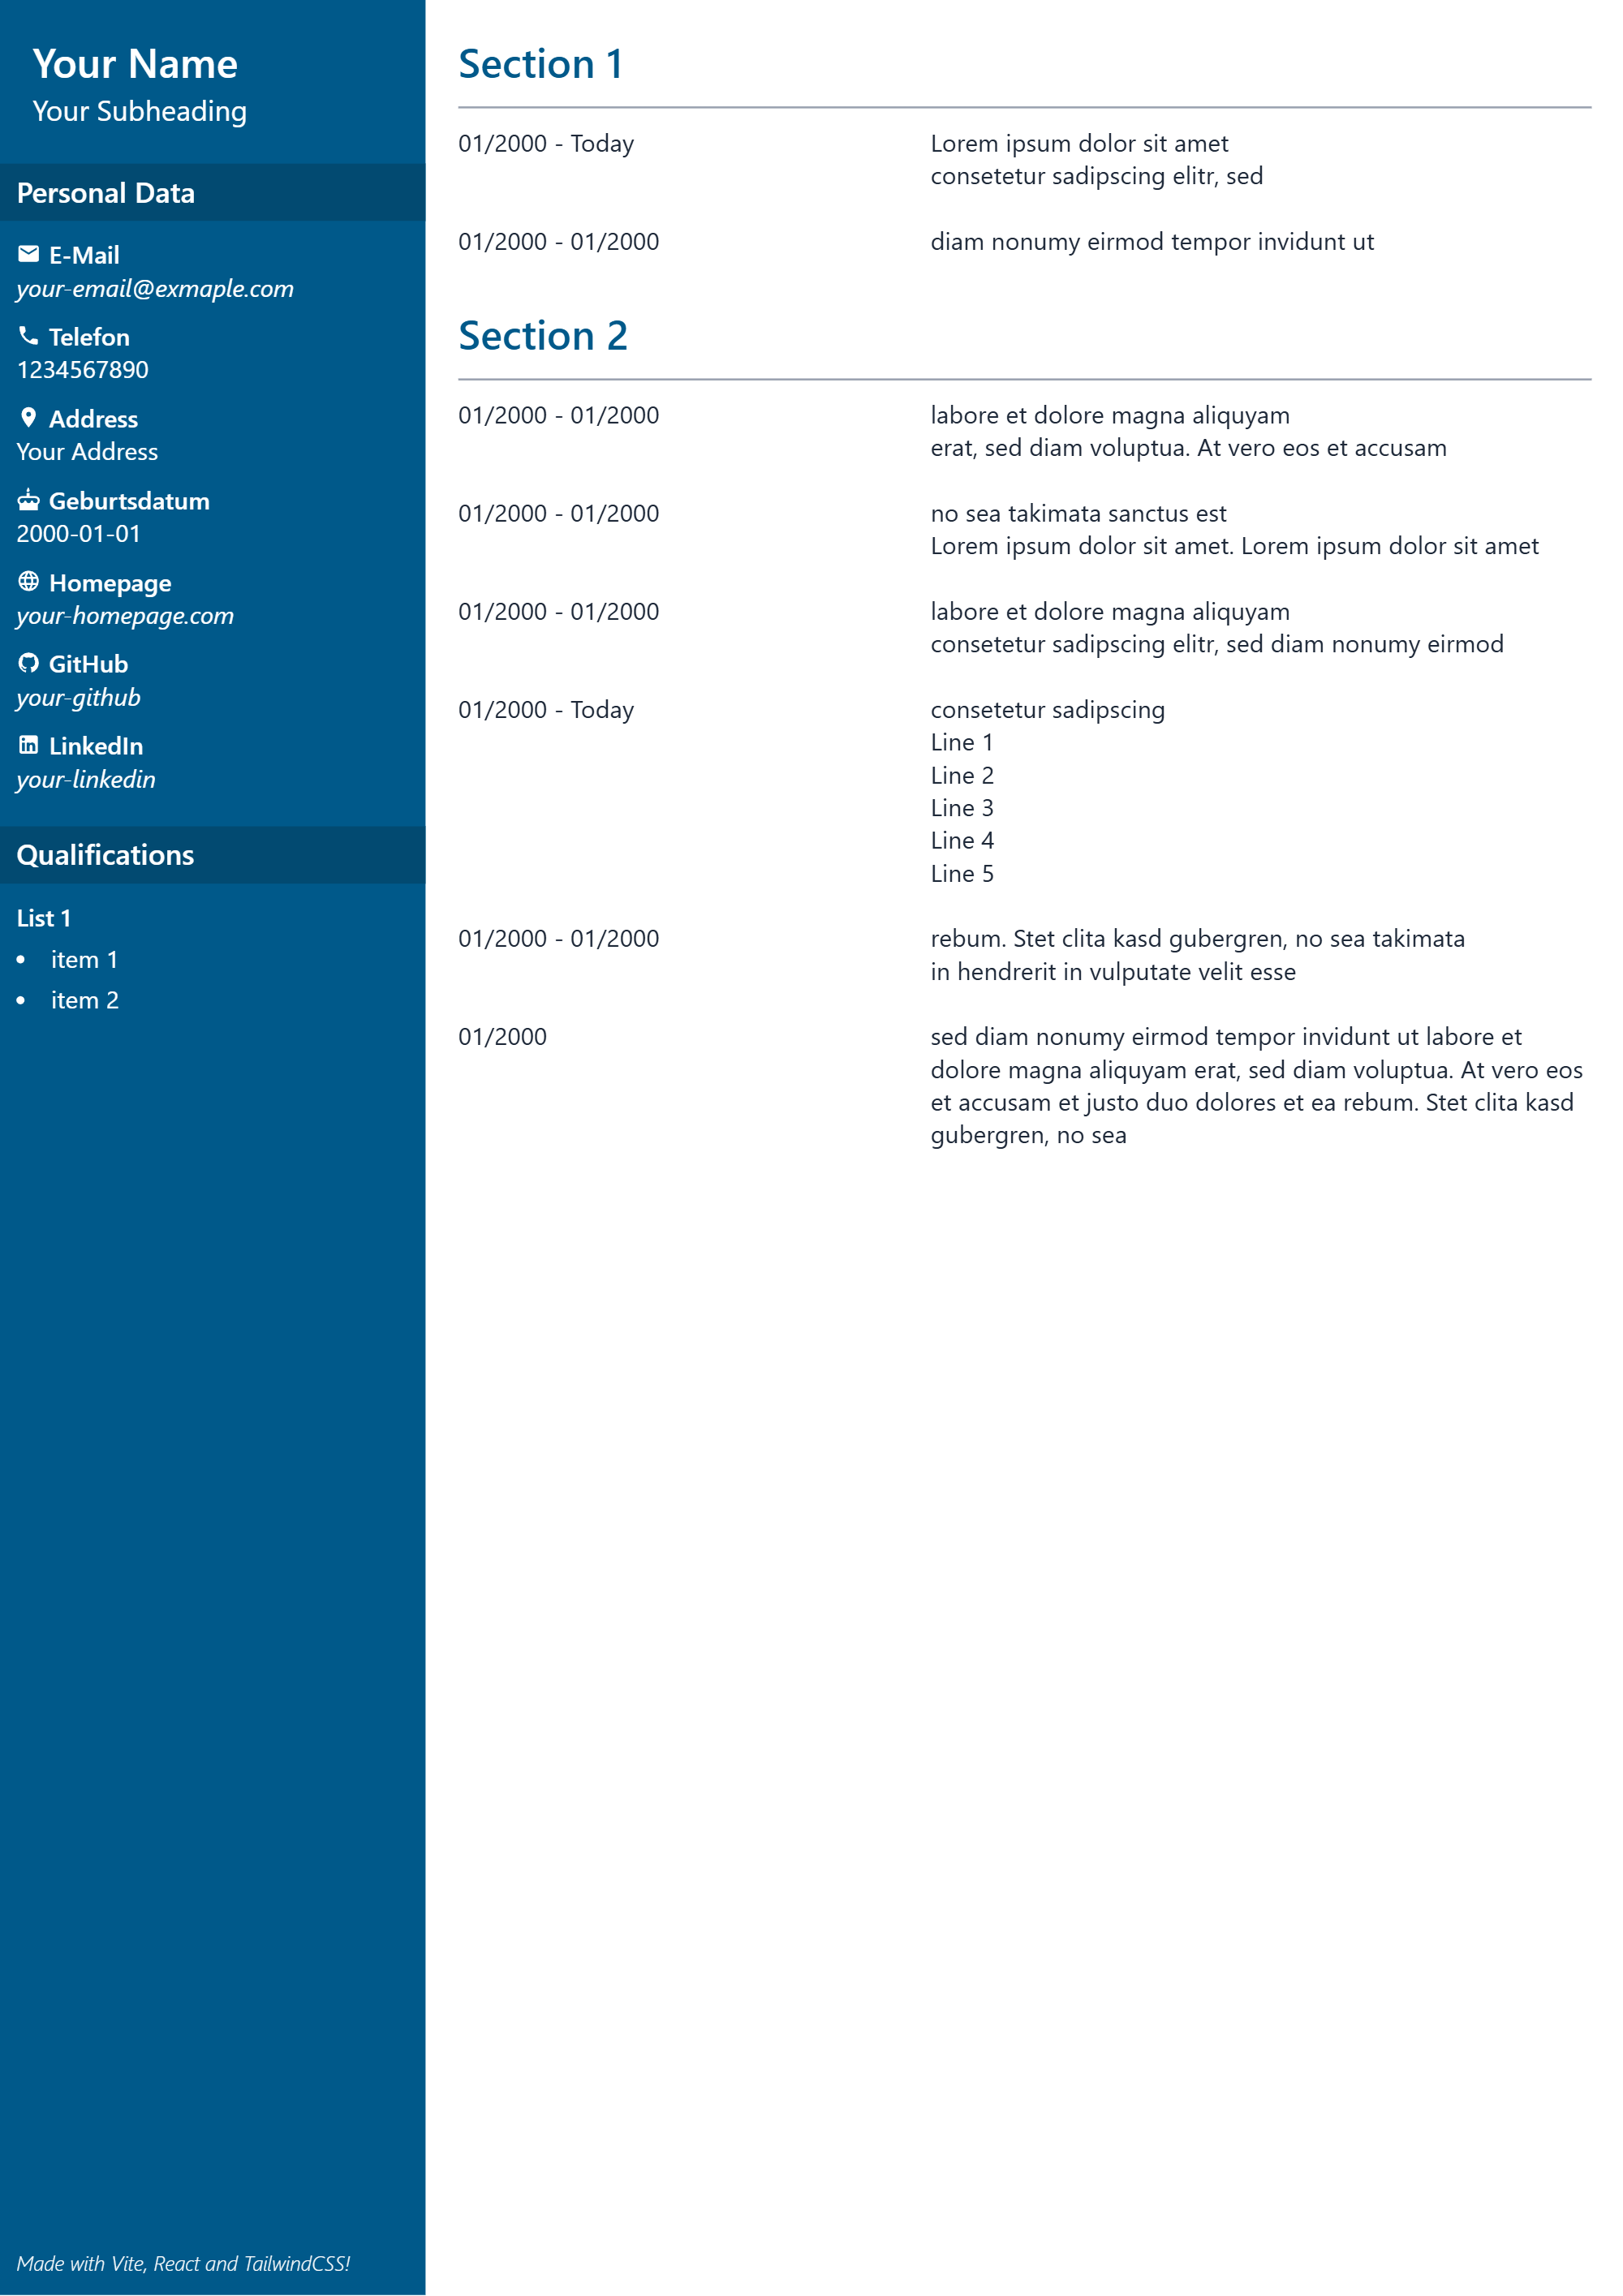 Your Name
Your Subheading
Personal Data
E-Mail
your-email@exmaple.com
Telefon
1234567890
Address
Your Address
Geburtsdatum
2000-01-01
Homepage
your-homepage.com
GitHub
your-github
LinkedIn
your-linkedin
Qualifications
List 1
• item 1
• item 2
Made with Vite, React and TailwindCSS!
Section 1
01/2000 - Today Lorem ipsum dolor sit amet
consetetur sadipscing elitr, sed
01/2000 - 01/2000 diam nonumy eirmod tempor invidunt ut
Section 2
01/2000 - 01/2000 labore et dolore magna aliquyam
erat, sed diam voluptua. At vero eos et accusam
01/2000 - 01/2000 no sea takimata sanctus est
Lorem ipsum dolor sit amet. Lorem ipsum dolor sit amet
01/2000 - 01/2000 labore et dolore magna aliquyam
consetetur sadipscing elitr, sed diam nonumy eirmod
01/2000 - Today consetetur sadipscing
Line 1
Line 2
Line 3
Line 4
Line 5
01/2000 - 01/2000 rebum. Stet clita kasd gubergren, no sea takimata
in hendrerit in vulputate velit esse
01/2000 sed diam nonumy eirmod tempor invidunt ut labore et
dolore magna aliquyam erat, sed diam voluptua. At vero eos
et accusam et justo duo dolores et ea rebum. Stet clita kasd
gubergren, no sea